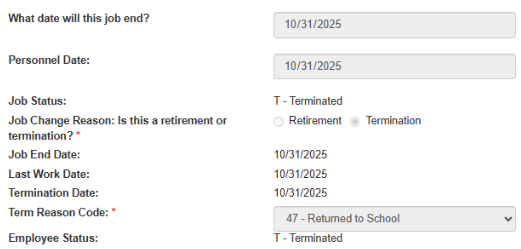 What date will this job end? 10/31/2025
Personnel Date: 10/31/2025
Job Status: T - Terminated
Job Change Reason: Is this a retirement or Retirement Termination
termination? *
Job End Date: 10/31/2025
Last Work Date: 10/31/2025
Termination Date: 10/31/2025
Term Reason Code: * 47 - Returned to School
Employee Status: T - Terminated